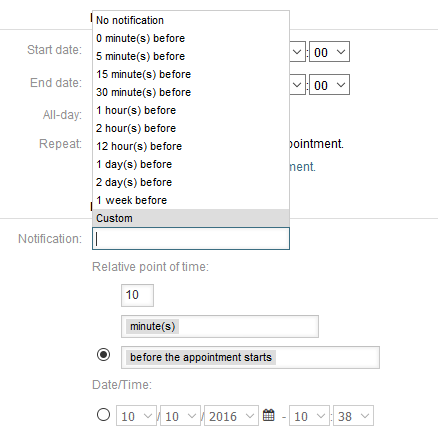 No notification
0 minute(s) before
Start date:
: 00
5 minute(s) before
15 minute(s) before
End date:
: 00
30 minute(s) before
1 hour(s) before
All-day:
2 hour(s) before
Repeat:
pointment.
12 hour(s) before
1 day(s) before
ment.
2 day(s) before
1 week before
Custom
Notification:
Relative point of time:
10
minute(s)
before the appointment starts
Date/Time:
10 / 10 / 2016 - 10 : 38